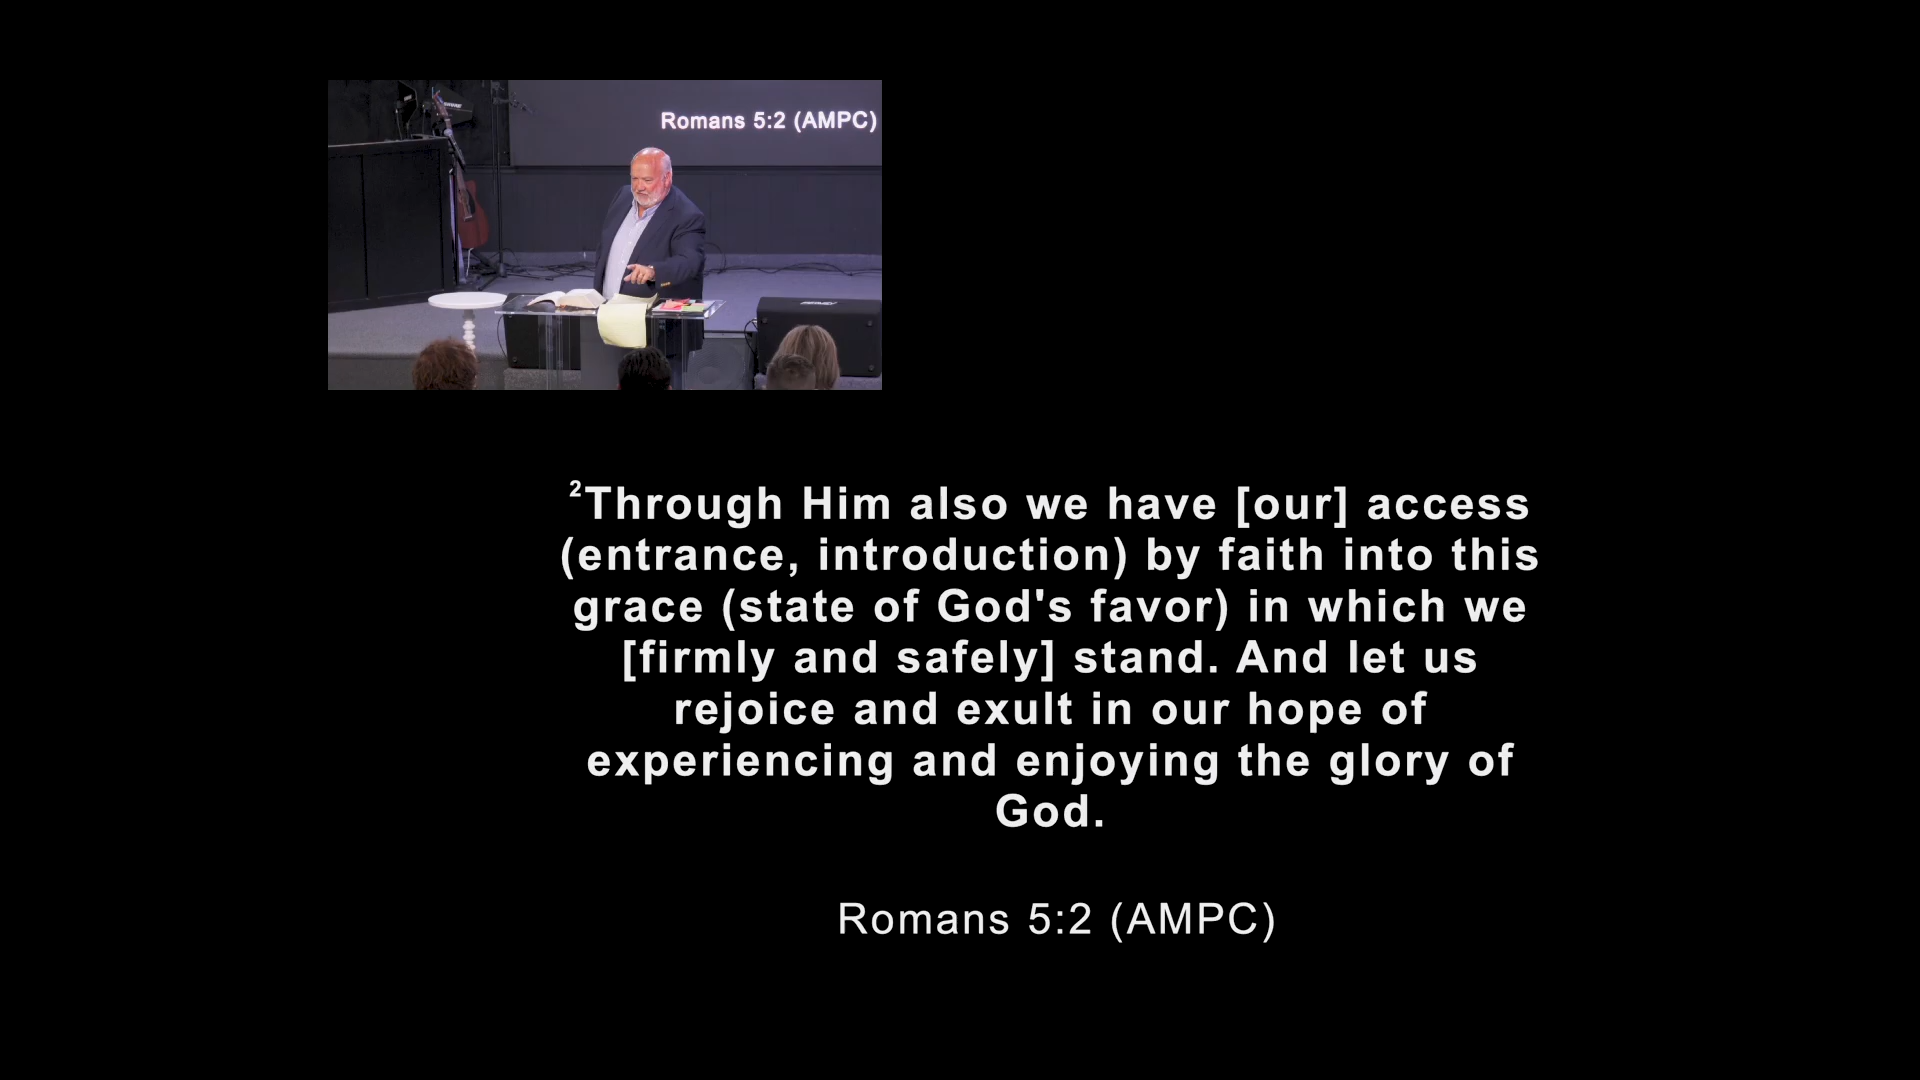 Romans 5:2 (AMPC)
²Through Him also we have [our] access
(entrance, introduction) by faith into this
grace (state of God's favor) in which we
[firmly and safely] stand. And let us
rejoice and exult in our hope of
experiencing and enjoying the glory of
God.
Romans 5:2 (AMPC)